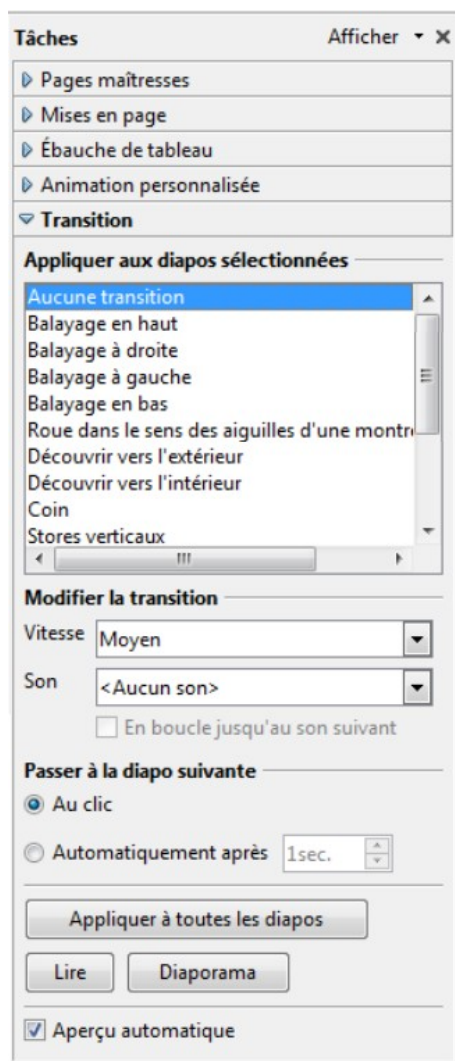 Tâches Afficher
Pages maîtresses
Mises en page
Ébauche de tableau
Animation personnalisée
Transition
Appliquer aux diapos sélectionnées
Aucune transition
Balayage en haut
Balayage à droite
Balayage à gauche
Balayage en bas
Roue dans le sens des aiguilles d'une montre
Découvrir vers l'extérieur
Découvrir vers l'intérieur
Coin
Stores verticaux
Modifier la transition
Vitesse Moyen
Son <Aucun son>
En boucle jusqu'au son suivant
Passer à la diapo suivante
Au clic
Automatiquement après 1sec.
Appliquer à toutes les diapos
Lire Diaporama
Aperçu automatique